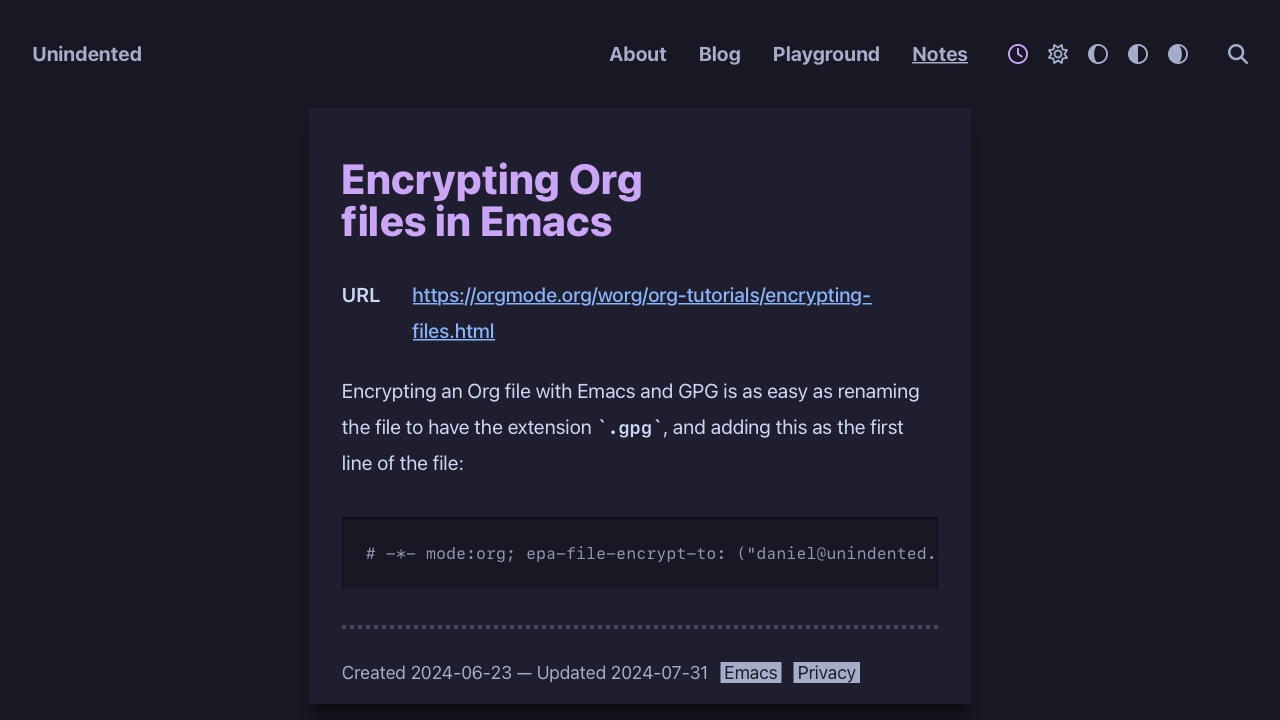 Unindented
About Blog Playground Notes
Encrypting Org
files in Emacs
URL https://orgmode.org/worg/org-tutorials/encrypting-
files.html
Encrypting an Org file with Emacs and GPG is as easy as renaming
the file to have the extension `.gpg`, and adding this as the first
line of the file:
# -*- mode:org; epa-file-encrypt-to: ("daniel@unindented.
Created 2024-06-23 — Updated 2024-07-31 Emacs Privacy